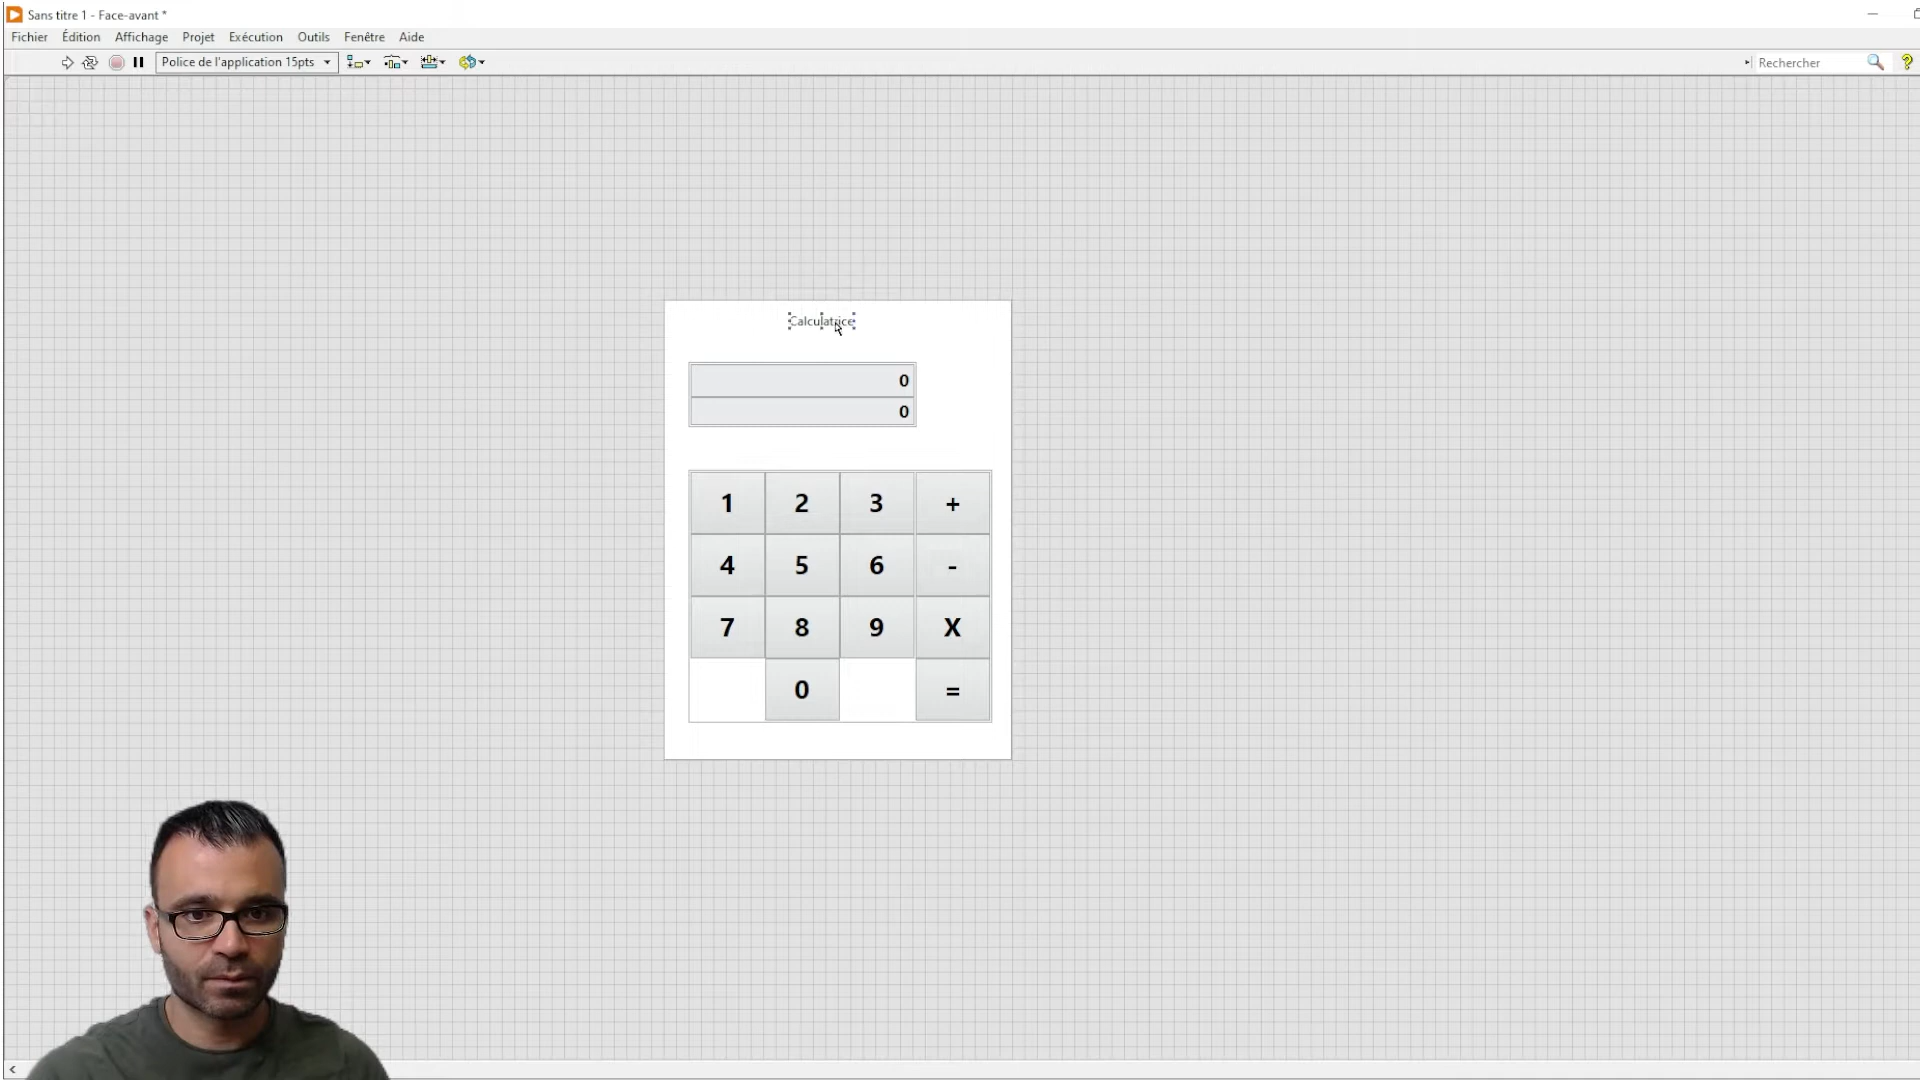 Sans titre 1 - Face-avant *
Fichier Édition Affichage Projet Exécution Outils Fenêtre Aide
Police de l'application 15pts
Rechercher
?
Calculatrice
0
0
1 2 3 +
4 5 6 -
7 8 9 X
0 =